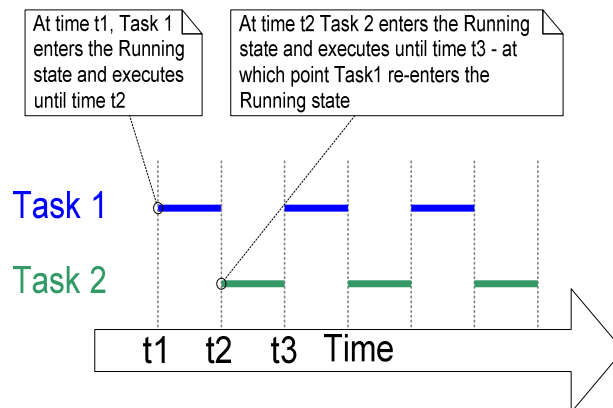 At time t1, Task 1
enters the Running
state and executes
until time t2
At time t2 Task 2 enters the Running
state and executes until time t3 - at
which point Task1 re-enters the
Running state
Task 1
Task 2
t1 t2 t3 Time